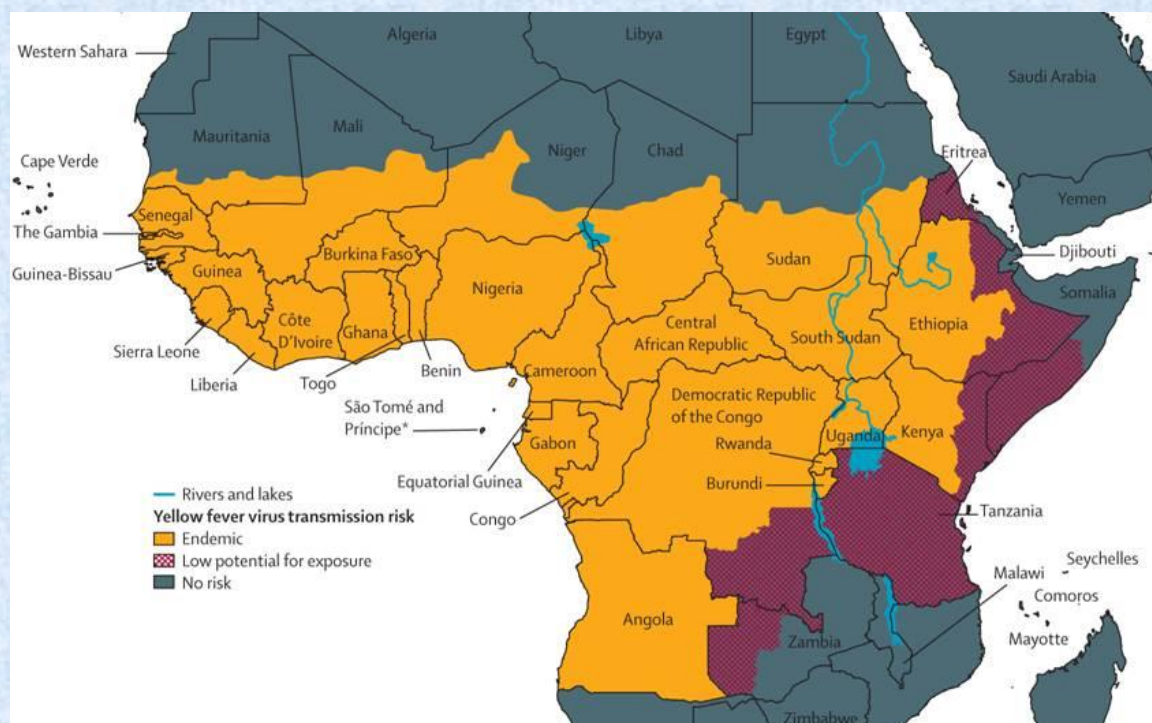 Western Sahara
Algeria
Libya
Egypt
Saudi Arabia
Mauritania
Mali
Niger
Chad
Eritrea
Cape Verde
Yemen
Senegal
The Gambia
Burkina Faso
Sudan
Djibouti
Guinea-Bissau
Guinea
Nigeria
Somalia
Côte
D'Ivoire
Ghana
Central
African Republic
South Sudan
Ethiopia
Sierra Leone
Liberia
Togo
Benin
Cameroon
São Tomé and
Príncipe*
Democratic Republic
of the Congo
Gabon
Uganda
Kenya
Rwanda
Equatorial Guinea
Burundi
Rivers and lakes
Congo
Tanzania
Yellow fever virus transmission risk
Endemic
Low potential for exposure
No risk
Malawi
Seychelles
Comoros
Angola
Zambia
Mayotte
Zimbabwe